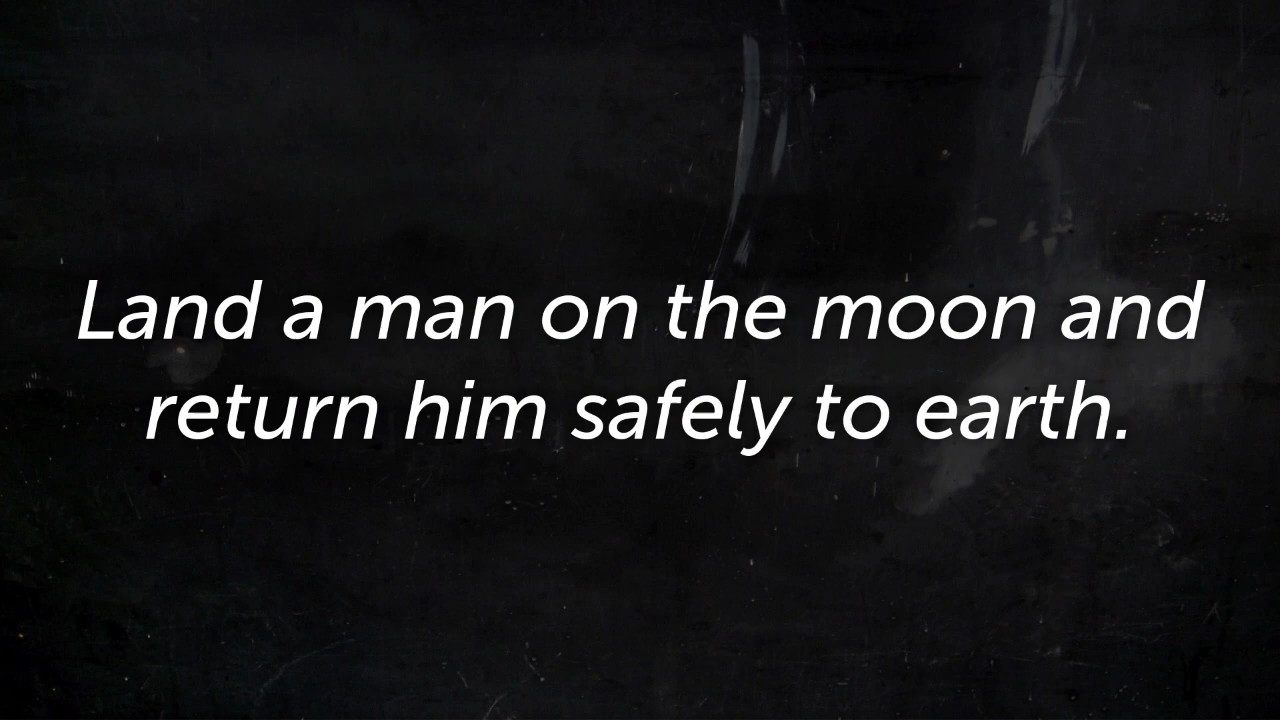 Land a man on the moon and
return him safely to earth.